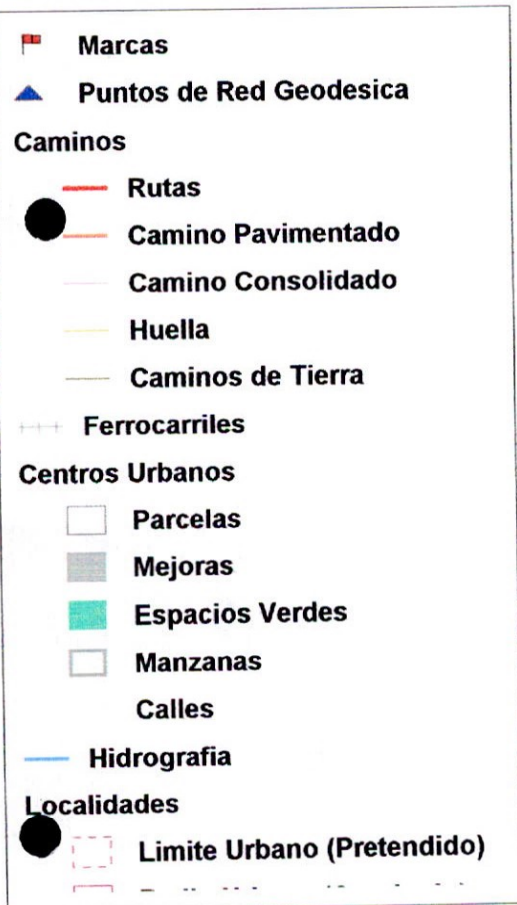 Marcas
Puntos de Red Geodesica
Caminos
Rutas
Camino Pavimentado
Camino Consolidado
Huella
Caminos de Tierra
Ferrocarriles
Centros Urbanos
Parcelas
Mejoras
Espacios Verdes
Manzanas
Calles
Hidrografia
Localidades
Limite Urbano (Pretendido)